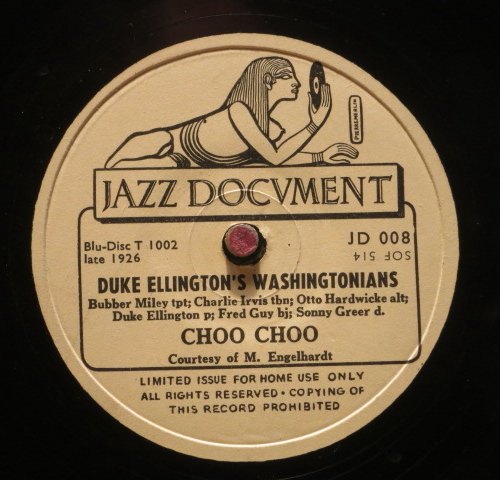 JAZZ DOCVMENT
Blu-Disc T 1002
late 1926
JD 008
SOF 514
DUKE ELLINGTON'S WASHINGTONIANS
Bubber Miley tpt; Charlie Irvis tbn; Otto Hardwicke alt;
Duke Ellington p; Fred Guy bj; Sonny Greer d.
CHOO CHOO
Courtesy of M. Engelhardt
LIMITED ISSUE FOR HOME USE ONLY
ALL RIGHTS RESERVED • COPYING OF
THIS RECORD PROHIBITED